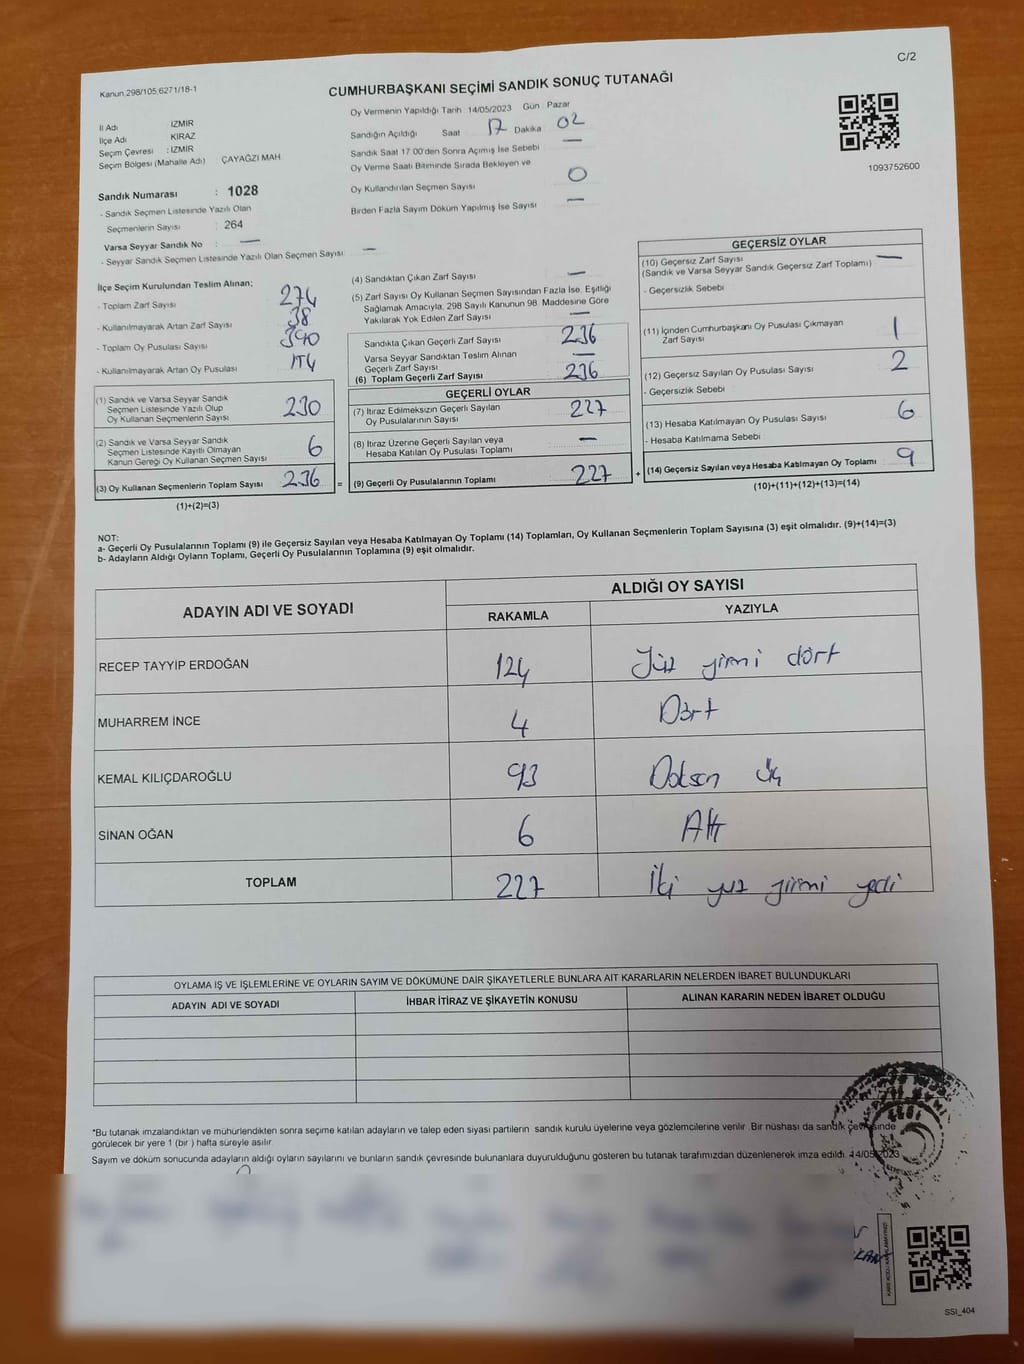 C/2
Kanun 298/105,6271/18-1
CUMHURBAŞKANI SEÇİMİ SANDIK SONUÇ TUTANAĞI
Oy Vermenin Yapıldığı Tarih : 14/05/2023 Gün Pazar
İl Adı İZMİR
İlçe Adı KİRAZ
Seçim Çevresi : İZMİR
Seçim Bölgesi (Mahalle Adı) ÇAYAĞZI MAH
Sandığın Açıldığı Saat 17 Dakika 02
Sandık Saat 17:00'den Sonra Açımış İse Sebebi —
Oy Verme Saati Bitiminde Sırada Bekleyen ve
Oy Kullandırılan Seçmen Sayısı 0
Birden Fazla Sayım Döküm Yapılmış İse Sayısı —
1093752600
Sandık Numarası : 1028
- Sandık Seçmen Listesinde Yazılı Olan
Seçmenlerin Sayısı : 264
Varsa Seyyar Sandık No : —
- Seyyar Sandık Seçmen Listesinde Yazılı Olan Seçmen Sayısı: —
İlçe Seçim Kurulundan Teslim Alınan;
- Toplam Zarf Sayısı 274
- Kullanılmayarak Artan Zarf Sayısı 38
- Toplam Oy Pusulası Sayısı 390
- Kullanılmayarak Artan Oy Pusulası 154
(1) Sandık ve Varsa Seyyar Sandık
Seçmen Listesinde Yazılı Olup
Oy Kullanan Seçmenlerin Sayısı 230
(2) Sandık ve Varsa Seyyar Sandık
Seçmen Listesinde Kayıtlı Olmayan
Kanun Gereği Oy Kullanan Seçmen Sayısı 6
(3) Oy Kullanan Seçmenlerin Toplam Sayısı 236 =
(1)+(2)=(3)
(4) Sandıktan Çıkan Zarf Sayısı —
(5) Zarf Sayısı Oy Kullanan Seçmen Sayısından Fazla İse, Eşitliği
Sağlamak Amacıyla, 298 Sayılı Kanunun 98. Maddesine Göre
Yakılarak Yok Edilen Zarf Sayısı —
Sandıkta Çıkan Geçerli Zarf Sayısı 236
Varsa Seyyar Sandıktan Teslim Alınan
Geçerli Zarf Sayısı —
(6) Toplam Geçerli Zarf Sayısı 236
GEÇERLİ OYLAR
(7) İtiraz Edilmeksizin Geçerli Sayılan
Oy Pusulalarının Sayısı 227
(8) İtiraz Üzerine Geçerli Sayılan veya
Hesaba Katılan Oy Pusulası Toplamı —
(9) Geçerli Oy Pusulalarının Toplamı 227 +
GEÇERSİZ OYLAR
(10) Geçersiz Zarf Sayısı —
(Sandık ve Varsa Seyyar Sandık Geçersiz Zarf Toplamı)
- Geçersizlik Sebebi
(11) İçinden Cumhurbaşkanı Oy Pusulası Çıkmayan
Zarf Sayısı 1
(12) Geçersiz Sayılan Oy Pusulası Sayısı 2
- Geçersizlik Sebebi
(13) Hesaba Katılmayan Oy Pusulası Sayısı 6
- Hesaba Katılmama Sebebi
(14) Geçersiz Sayılan veya Hesaba Katılmayan Oy Toplamı 9
(10)+(11)+(12)+(13)=(14)
NOT:
a- Geçerli Oy Pusulalarının Toplamı (9) ile Geçersiz Sayılan veya Hesaba Katılmayan Oy Toplamı (14) Toplamları, Oy Kullanan Seçmenlerin Toplam Sayısına (3) eşit olmalıdır. (9)+(14)=(3)
b- Adayların Aldığı Oyların Toplamı, Geçerli Oy Pusulalarının Toplamına (9) eşit olmalıdır.
ADAYIN ADI VE SOYADI
ALDIĞI OY SAYISI
RAKAMLA YAZIYLA
RECEP TAYYİP ERDOĞAN 124 Yüz yirmi dört
MUHARREM İNCE 4 Dört
KEMAL KILIÇDAROĞLU 93 Doksan üç
SİNAN OĞAN 6 Altı
TOPLAM 227 İki yüz yirmi yedi
OYLAMA İŞ VE İŞLEMLERİNE VE OYLARIN SAYIM VE DÖKÜMÜNE DAİR ŞİKAYETLERLE BUNLARA AİT KARARLARIN NELERDEN İBARET BULUNDUKLARI
ADAYIN ADI VE SOYADI İHBAR İTİRAZ VE ŞİKAYETİN KONUSU ALINAN KARARIN NEDEN İBARET OLDUĞU
*Bu tutanak imzalandıktan ve mühürlendikten sonra seçime katılan adayların ve talep eden siyasi partilerin sandık kurulu üyelerine veya gözlemcilerine verilir. Bir nüshası da sandık çevresinde
görülecek bir yere 1 (bir ) hafta süreyle asılır.
Sayım ve döküm sonucunda adayların aldığı oyların sayılarını ve bunların sandık çevresinde bulunanlara duyurulduğunu gösteren bu tutanak tarafımızdan düzenlenerek imza edildi. 14/05/2023
SSI_404